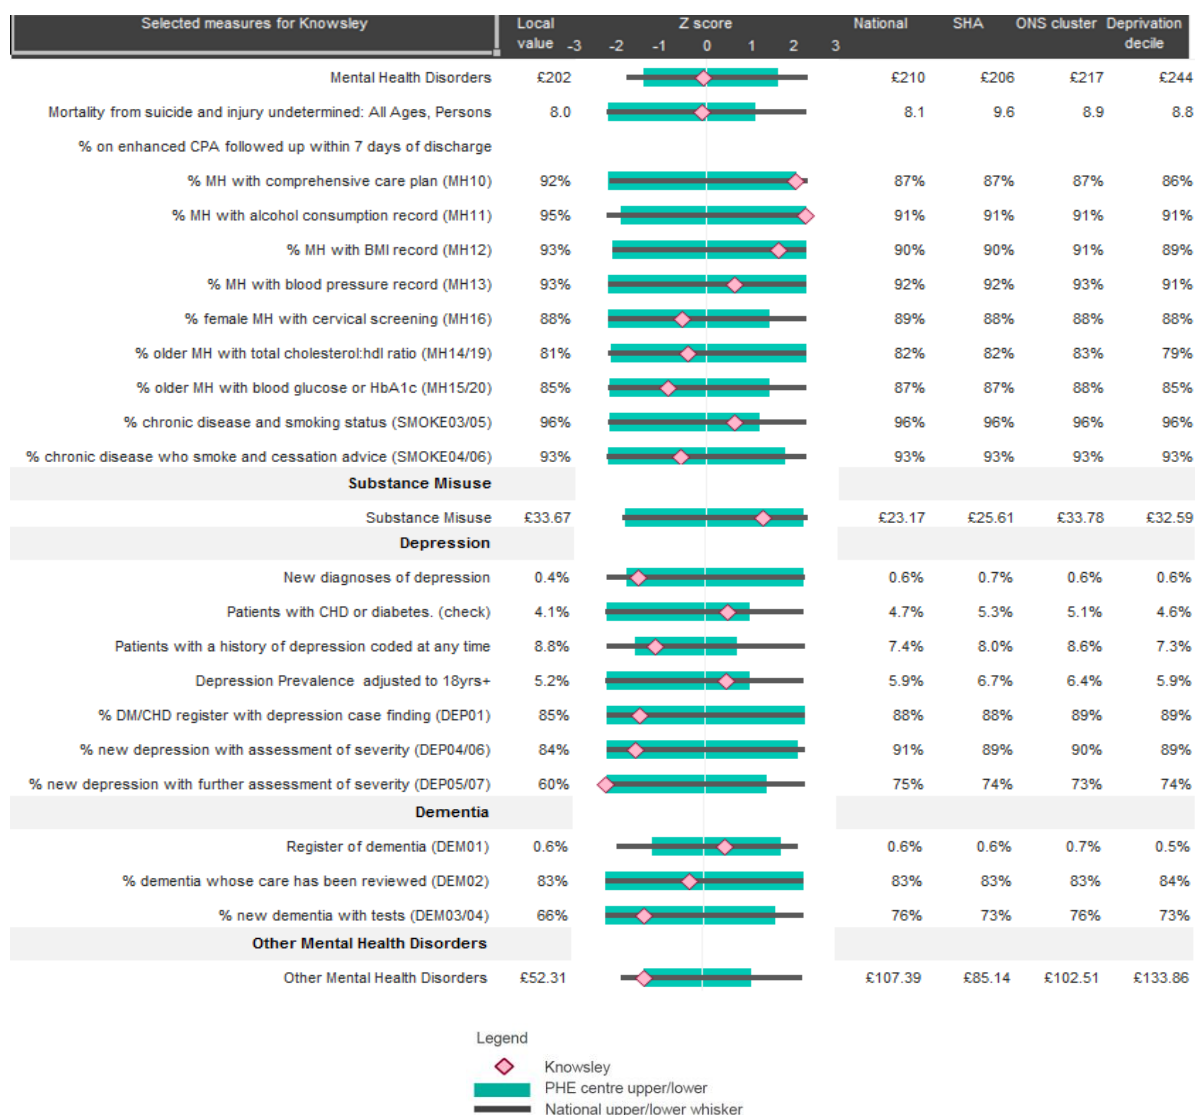 Selected measures for Knowsley Local value Z score National SHA ONS cluster Deprivation decile
-3 -2 -1 0 1 2 3
Mental Health Disorders £202 £210 £206 £217 £244
Mortality from suicide and injury undetermined: All Ages, Persons 8.0 8.1 9.6 8.9 8.8
% on enhanced CPA followed up within 7 days of discharge
% MH with comprehensive care plan (MH10) 92% 87% 87% 87% 86%
% MH with alcohol consumption record (MH11) 95% 91% 91% 91% 91%
% MH with BMI record (MH12) 93% 90% 90% 91% 89%
% MH with blood pressure record (MH13) 93% 92% 92% 93% 91%
% female MH with cervical screening (MH16) 88% 89% 88% 88% 88%
% older MH with total cholesterol:hdl ratio (MH14/19) 81% 82% 82% 83% 79%
% older MH with blood glucose or HbA1c (MH15/20) 85% 87% 87% 88% 85%
% chronic disease and smoking status (SMOKE03/05) 96% 96% 96% 96% 96%
% chronic disease who smoke and cessation advice (SMOKE04/06) 93% 93% 93% 93% 93%
Substance Misuse
Substance Misuse £33.67 £23.17 £25.61 £33.78 £32.59
Depression
New diagnoses of depression 0.4% 0.6% 0.7% 0.6% 0.6%
Patients with CHD or diabetes. (check) 4.1% 4.7% 5.3% 5.1% 4.6%
Patients with a history of depression coded at any time 8.8% 7.4% 8.0% 8.6% 7.3%
Depression Prevalence adjusted to 18yrs+ 5.2% 5.9% 6.7% 6.4% 5.9%
% DM/CHD register with depression case finding (DEP01) 85% 88% 88% 89% 89%
% new depression with assessment of severity (DEP04/06) 84% 91% 89% 90% 89%
% new depression with further assessment of severity (DEP05/07) 60% 75% 74% 73% 74%
Dementia
Register of dementia (DEM01) 0.6% 0.6% 0.6% 0.7% 0.5%
% dementia whose care has been reviewed (DEM02) 83% 83% 83% 83% 84%
% new dementia with tests (DEM03/04) 66% 76% 73% 76% 73%
Other Mental Health Disorders
Other Mental Health Disorders £52.31 £107.39 £85.14 £102.51 £133.86
Legend
Knowsley
PHE centre upper/lower
National upper/lower whisker